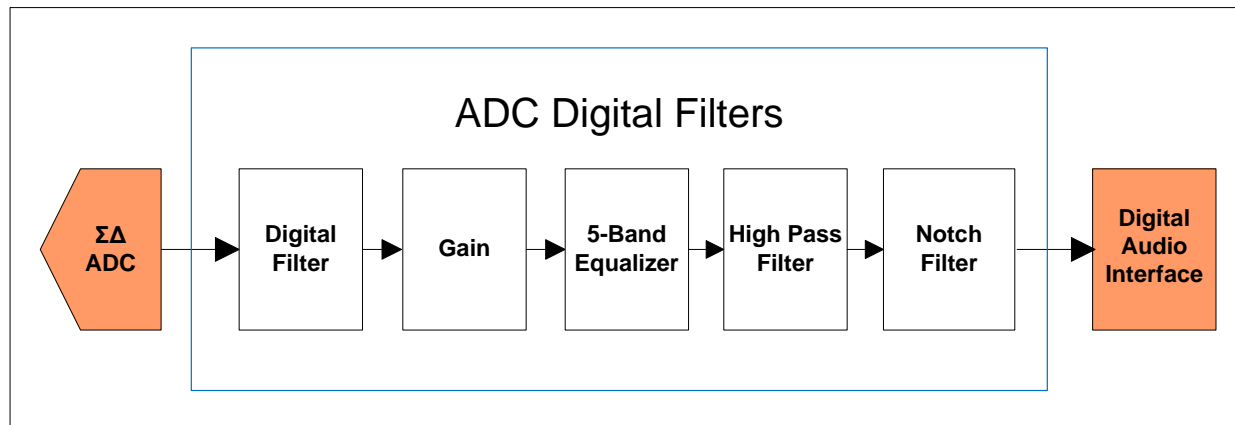 ADC Digital Filters
ΣΔ
ADC
Digital
Filter
Gain
5-Band
Equalizer
High Pass
Filter
Notch
Filter
Digital
Audio
Interface